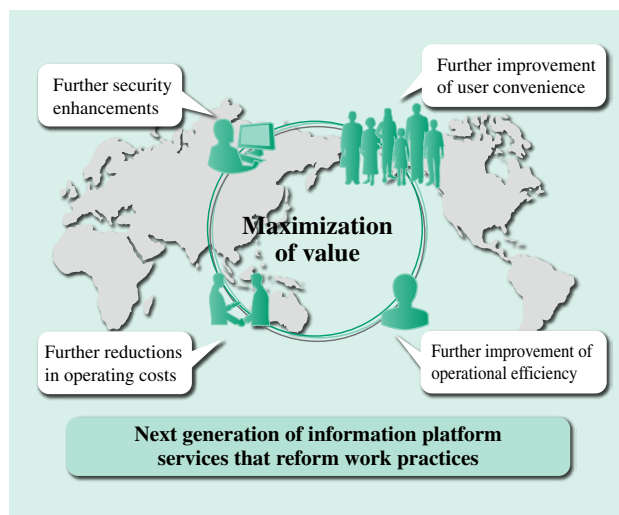 Further security
enhancements
Further improvement
of user convenience
Maximization
of value
Further reductions
in operating costs
Further improvement of
operational efficiency
Next generation of information platform
services that reform work practices